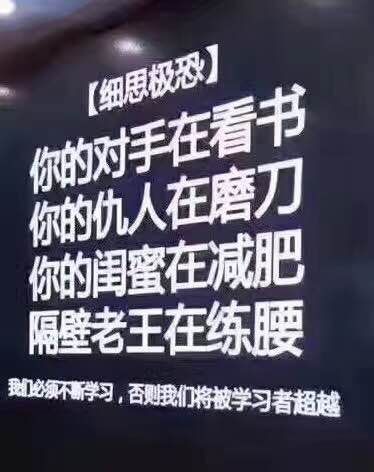 【细思极恐】
你的对手在看书
你的仇人在磨刀
你的闺蜜在减肥
隔壁老王在练腰
我们必须不断学习，否则我们将被学习者超越